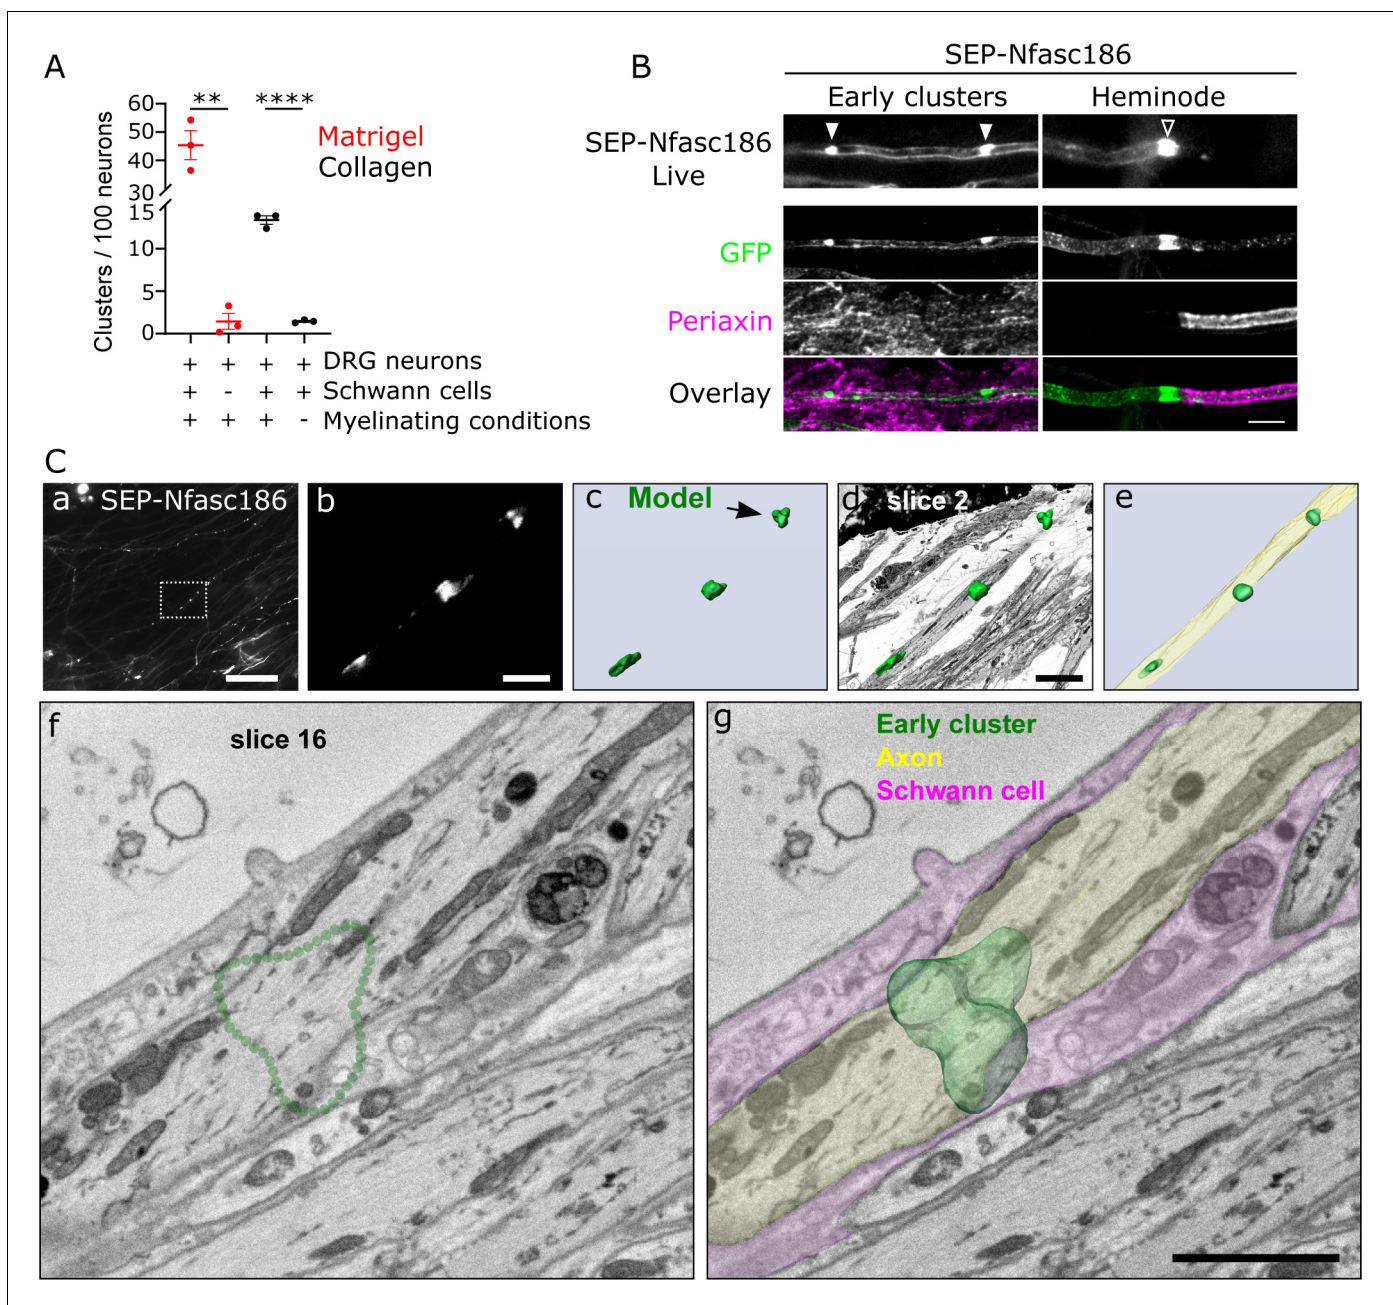 A
60
50
40
30
15
10
5
0
Clusters / 100 neurons
** ****
Matrigel
Collagen
+ + + + DRG neurons
+ - + + Schwann cells
+ + + - Myelinating conditions
B
SEP-Nfasc186
Early clusters Heminode
SEP-Nfasc186
Live
GFP
Periaxin
Overlay
C
a SEP-Nfasc186
b
c Model
d slice 2
e
f slice 16
g Early cluster
Axon
Schwann cell